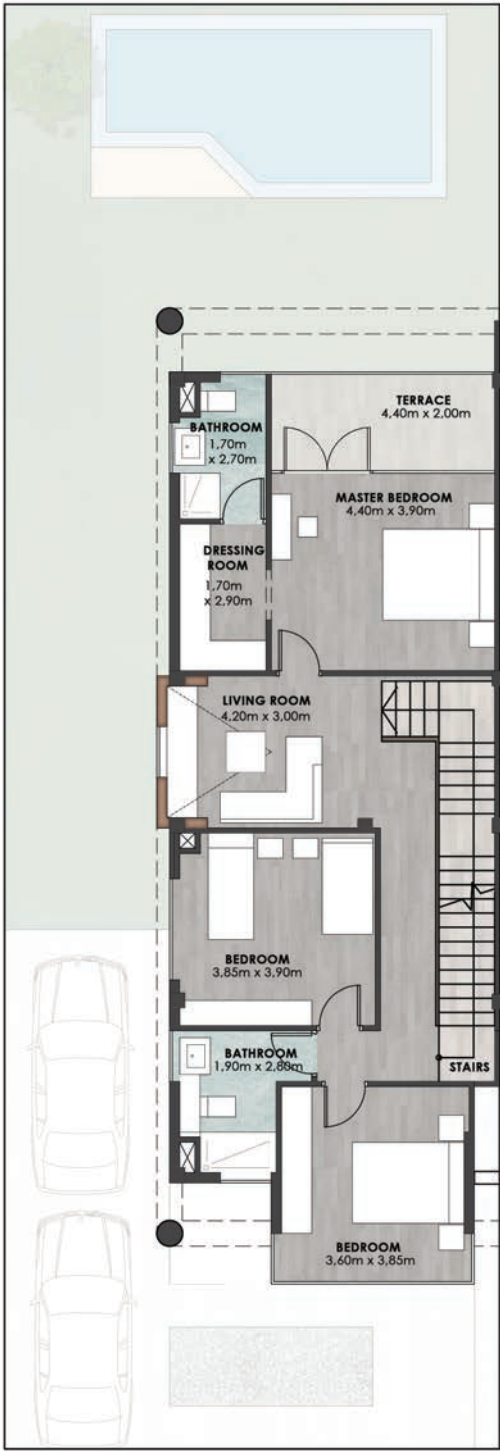 TERRACE
4,40m x 2,00m
BATHROOM
1,70m
x 2,70m
MASTER BEDROOM
4,40m x 3,90m
DRESSING
ROOM
1,70m
x 2,90m
LIVING ROOM
4,20m x 3,00m
BEDROOM
3,85m x 3,90m
BATHROOM
1,90m x 2,80m
STAIRS
BEDROOM
3,60m x 3,85m